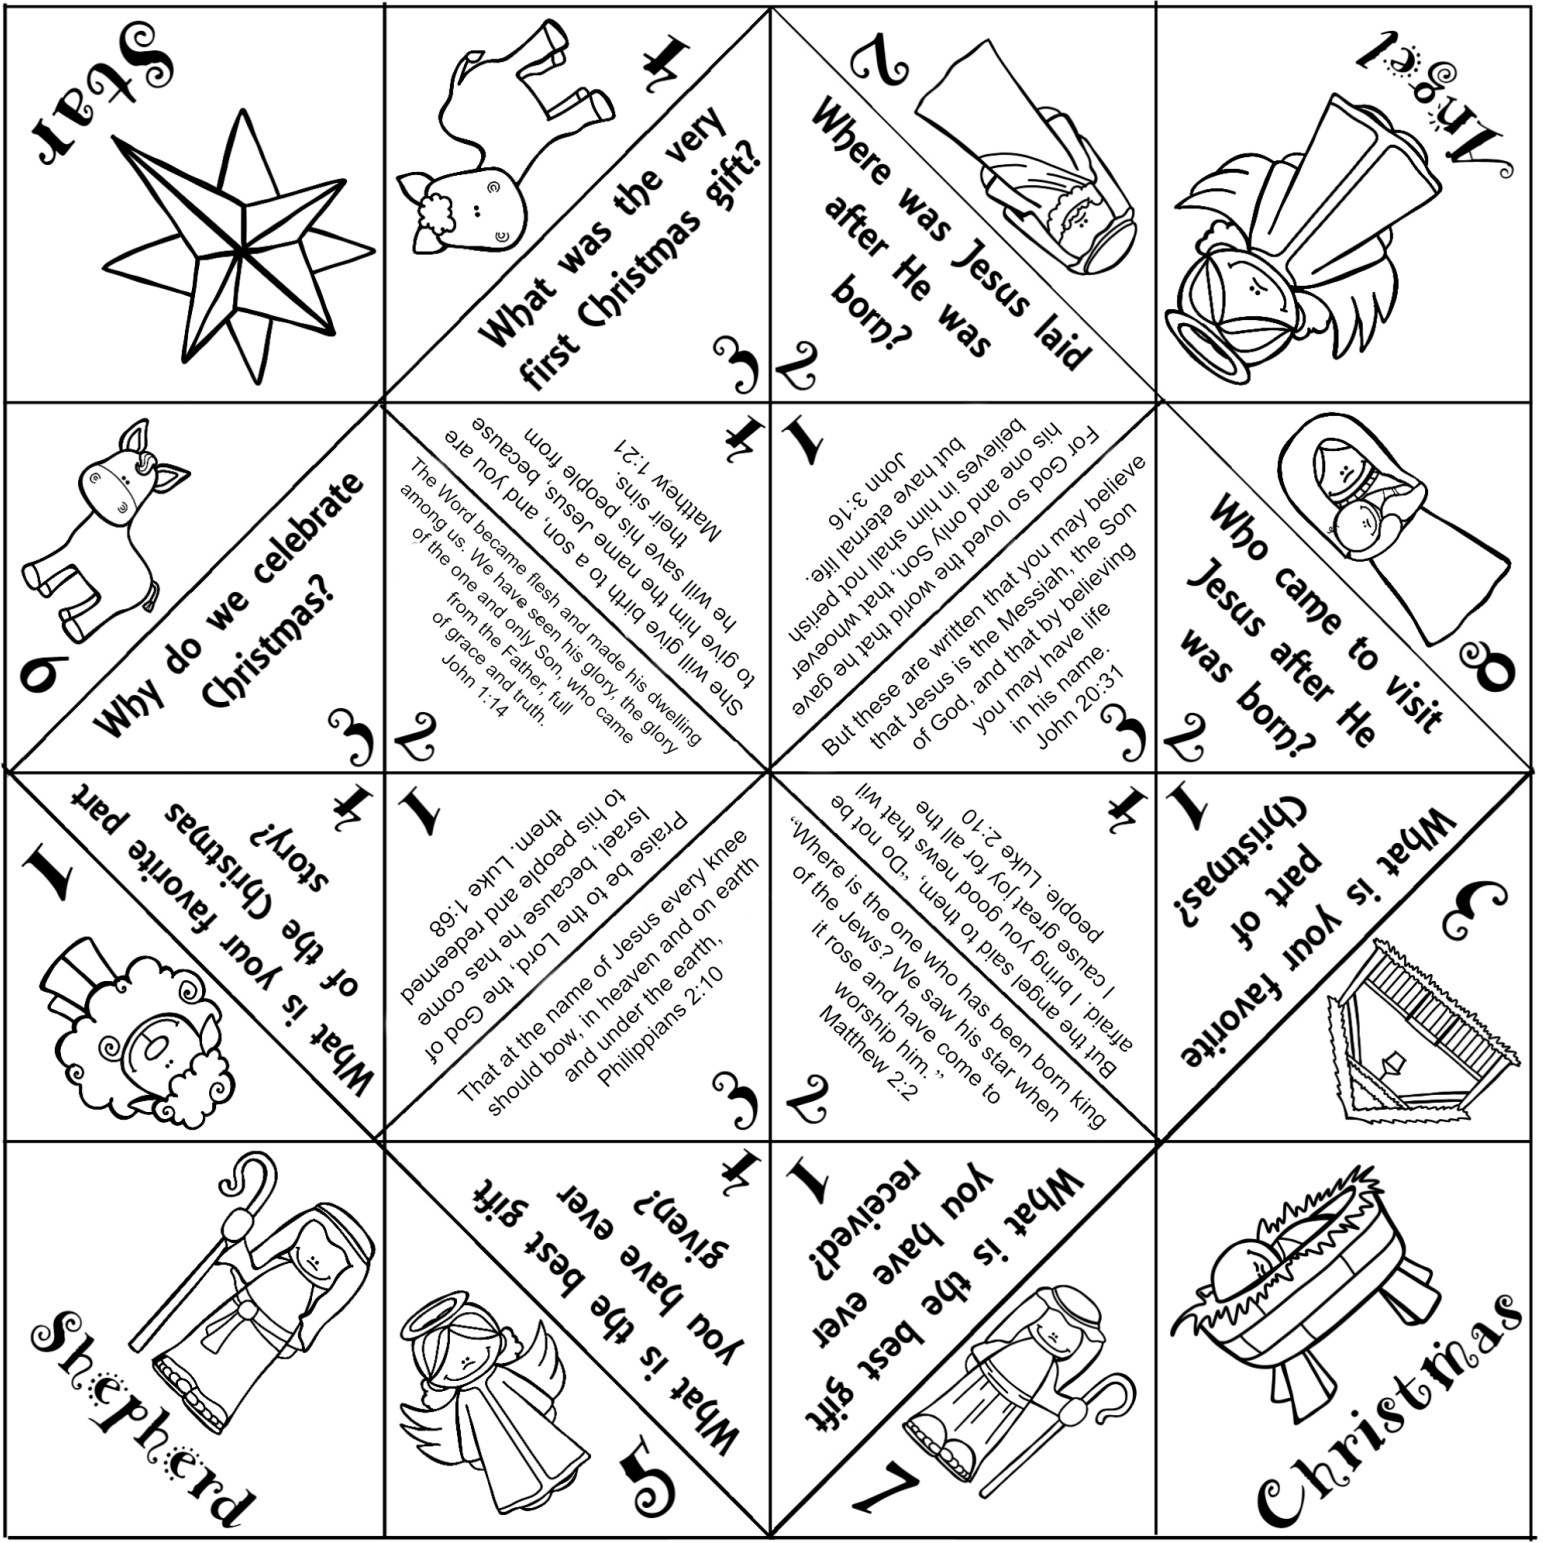 Star
4
What was the very
first Christmas gift?
3
2
Where was Jesus laid
after He was
born?
2
Angel
6
Why do we celebrate
Christmas?
3
She will give birth to a son, and you are
to give him the name Jesus, because
he will save his people from
their sins.
Matthew 1:21
4
The Word became flesh and made his dwelling
among us. We have seen his glory, the glory
of the one and only Son, who came
from the Father, full
of grace and truth.
John 1:14
2
1
For God so loved the world that he gave
his one and only Son, that whoever
believes in him shall not perish
but have eternal life.
John 3:16
But these are written that you may believe
that Jesus is the Messiah, the Son
of God, and that by believing
you may have life
in his name.
John 20:31
3
8
Who came to visit
Jesus after He
was born?
2
1
What is your favorite part
of the Christmas
story?
4
1
Praise be to the Lord, the God of
Israel, because he has come
to his people and redeemed
them. Luke 1:68
That at the name of Jesus every knee
should bow, in heaven and on earth
and under the earth,
Philippians 2:10
3
But the angel said to them, “Do not be
afraid. I bring you good news that wil
cause great joy for all the
people. Luke 2:10
4
“Where is the one who has been born king
of the Jews? We saw his star when
it rose and have come to
worship him.”
Matthew 2:2
2
1
What is your favorite
part of
Christmas?
3
Shepherd
What is the best gift
you have ever
given?
4
5
1
What is the best gift
you have ever
received?
7
Christmas